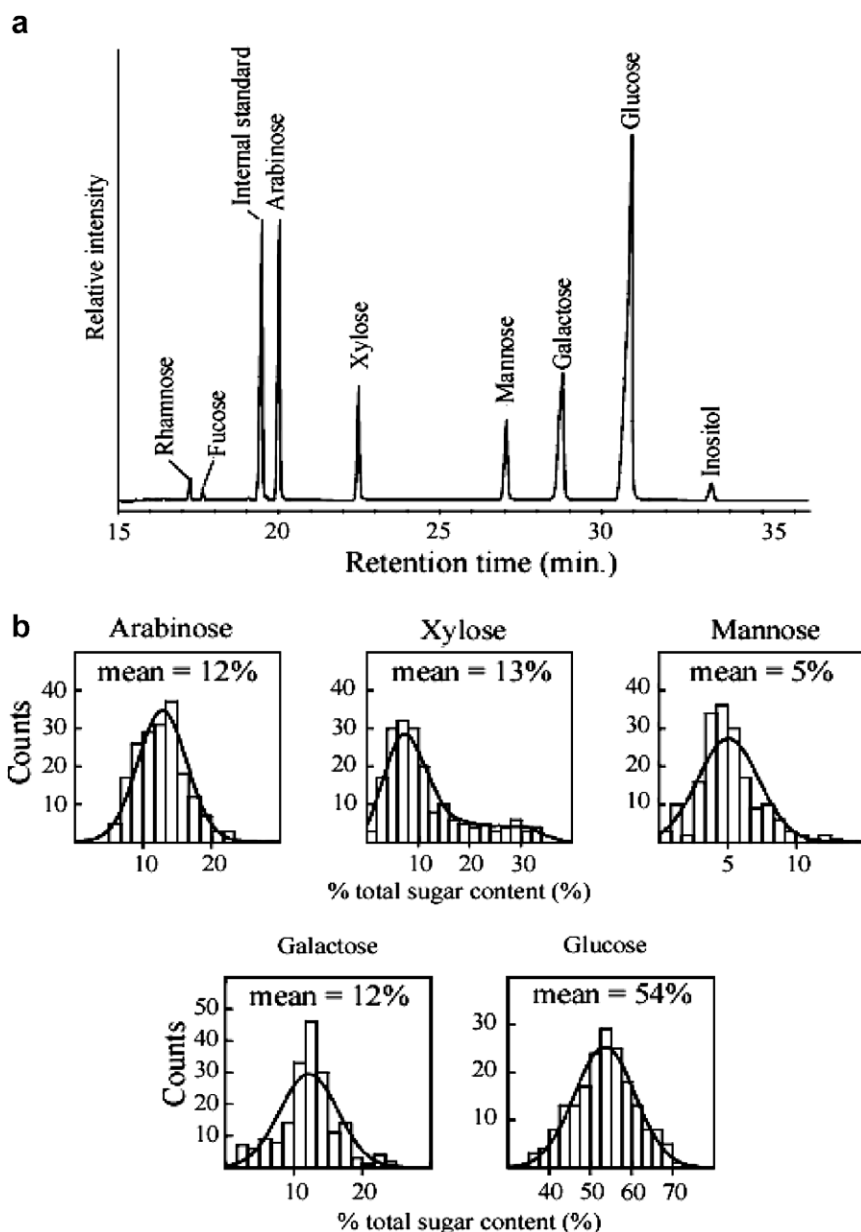 a
Relative intensity
Rhamnose
Fucose
Internal standard
Arabinose
Xylose
Mannose
Galactose
Glucose
Inositol
15 20 25 30 35
Retention time (min.)
b
Arabinose Xylose Mannose
mean = 12% mean = 13% mean = 5%
Counts
40 40 40
30 30 30
20 20 20
10 10 10
10 20 10 20 30 5 10
% total sugar content (%)
Galactose Glucose
mean = 12% mean = 54%
Counts
50
40
30
20
10
30
20
10
10 20 40 50 60 70
% total sugar content (%)